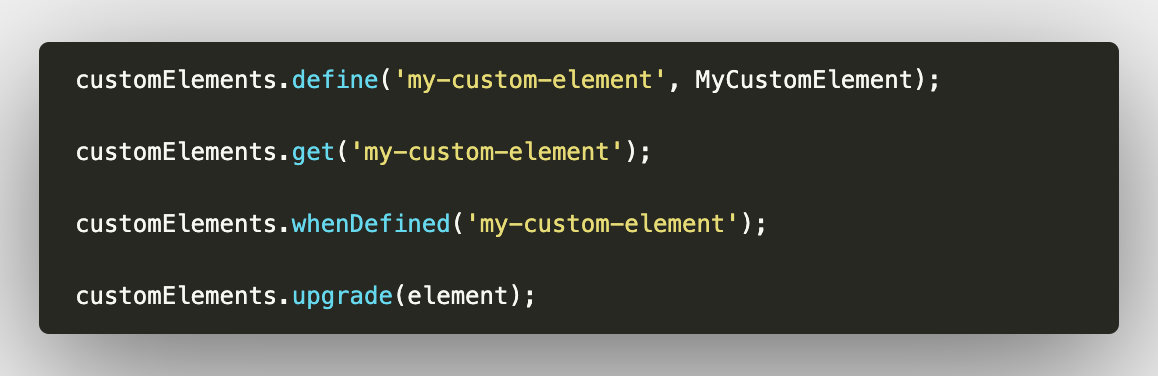 customElements.define('my-custom-element', MyCustomElement);
customElements.get('my-custom-element');
customElements.whenDefined('my-custom-element');
customElements.upgrade(element);